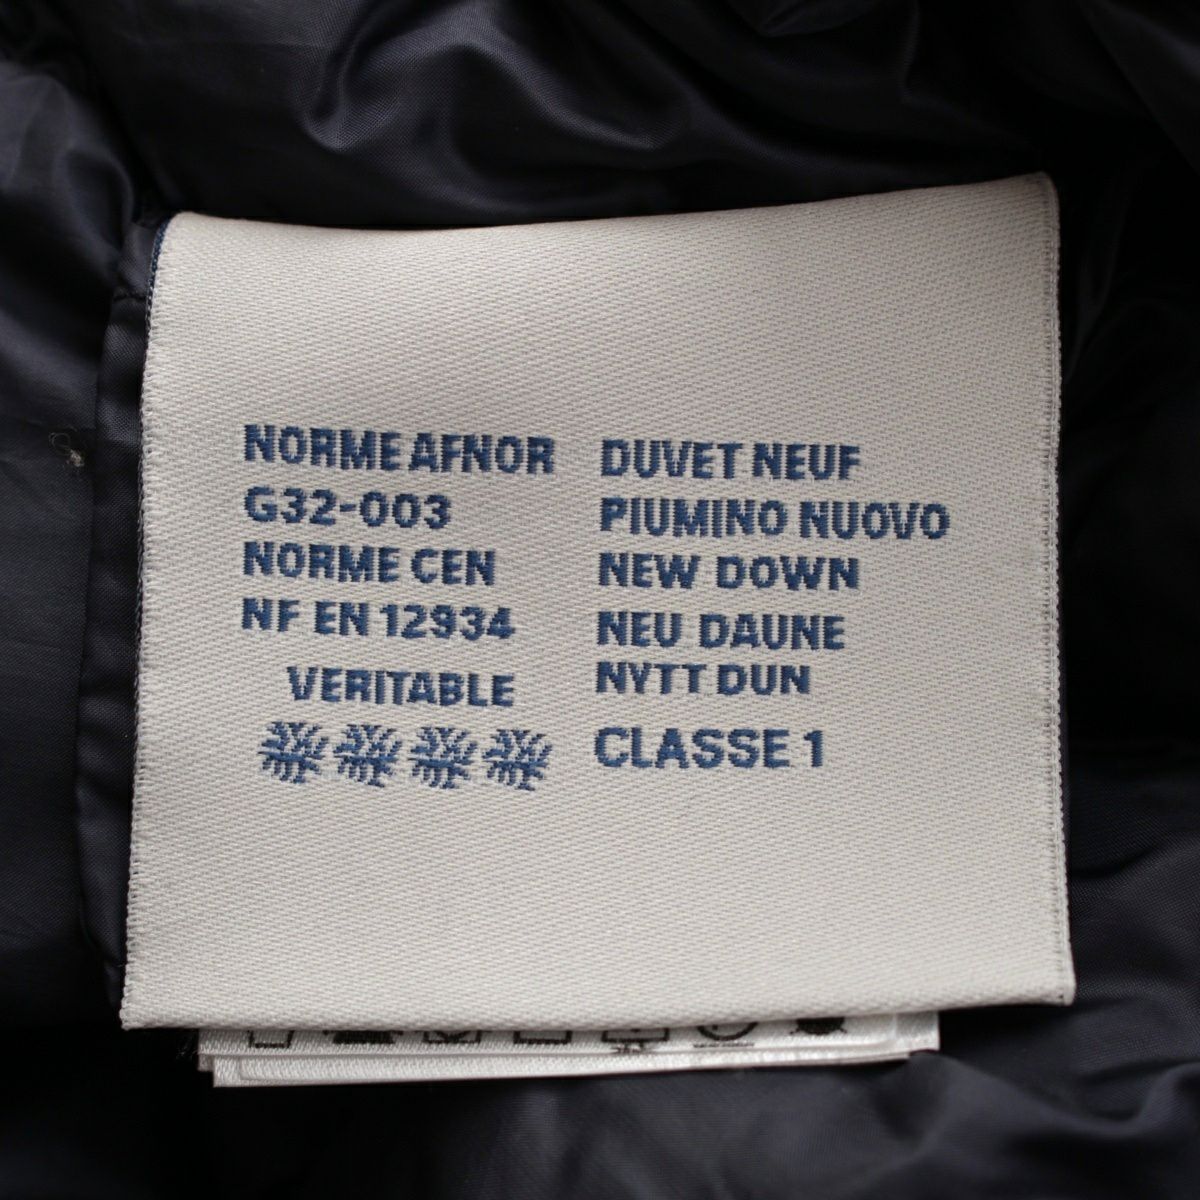 NORME AFNOR
G32-003
NORME CEN
NF EN 12934
VERITABLE
DUVET NEUF
PIUMINO NUOVO
NEW DOWN
NEU DAUNE
NYTT DUN
CLASSE 1